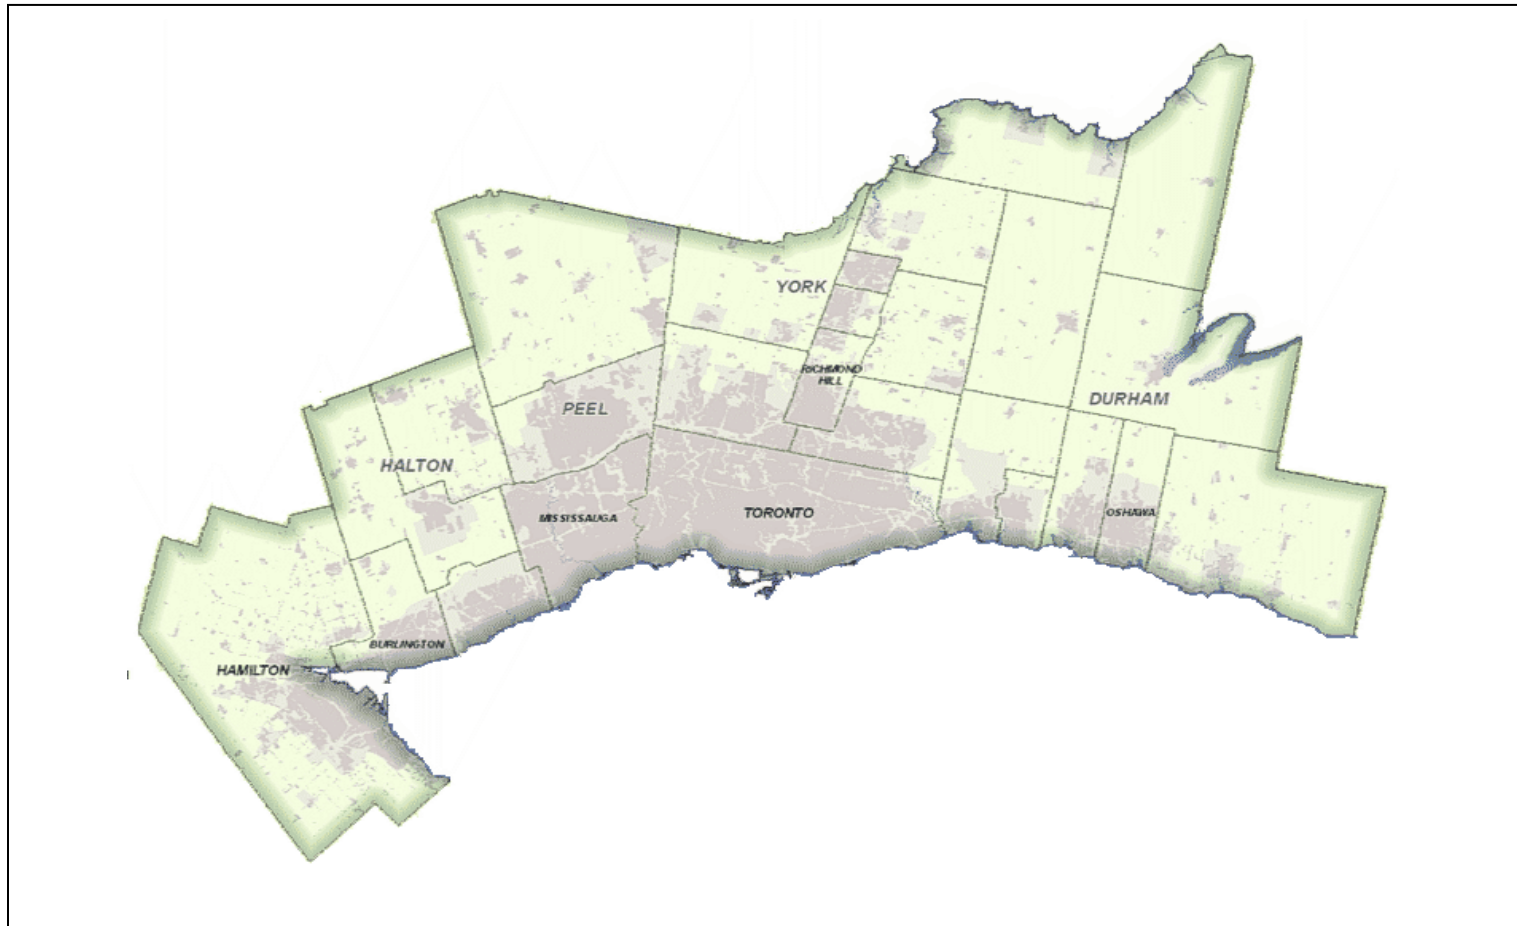 YORK
RICHMOND
HILL
PEEL
DURHAM
HALTON
MISSISSAUGA
TORONTO
OSHAWA
BURLINGTON
HAMILTON